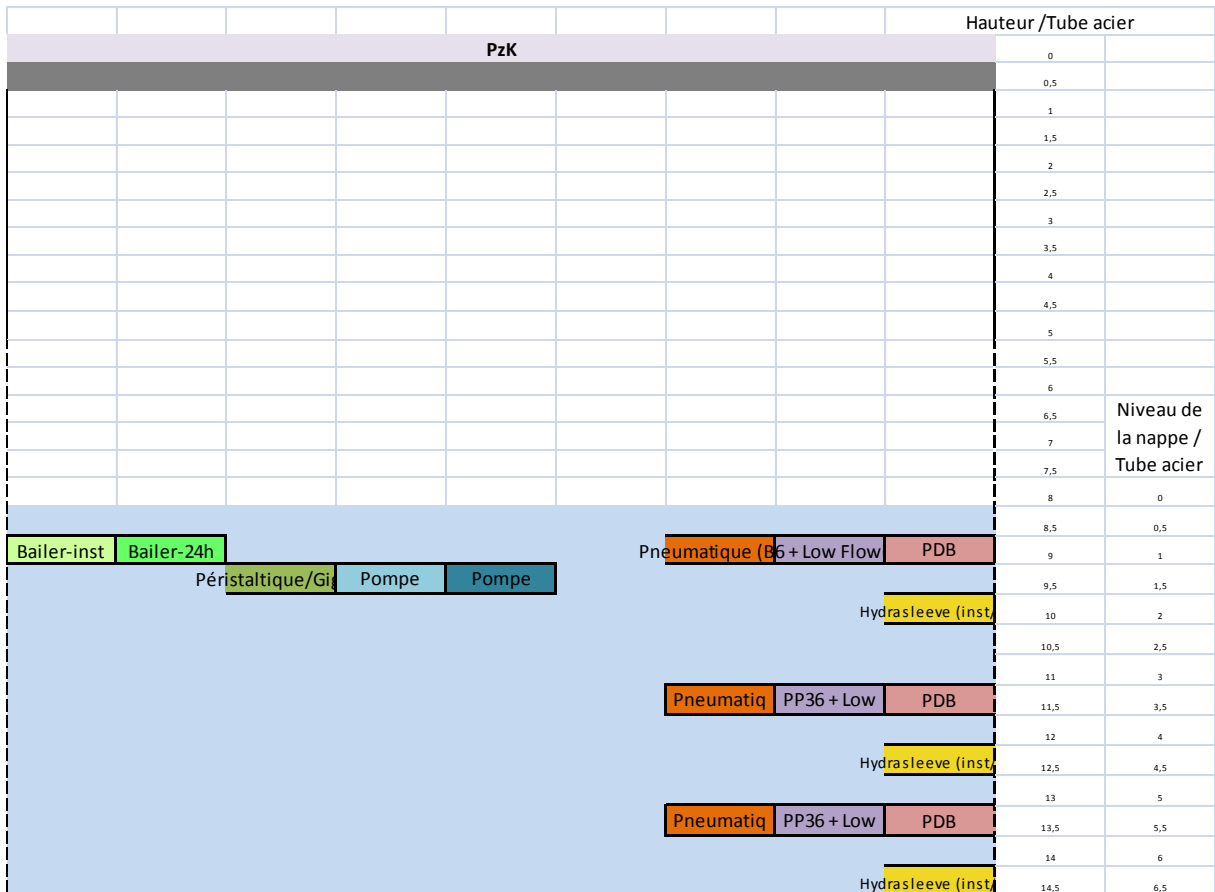 Hauteur /Tube acier
PzK
0
0,5
1
1,5
2
2,5
3
3,5
4
4,5
5
5,5
6
6,5
7
7,5
Niveau de
la nappe /
Tube acier
8 0
8,5 0,5
Bailer-inst Bailer-24h Pneumatique (B 6 + Low Flow PDB 9 1
Péristaltique/Gig Pompe Pompe 9,5 1,5
Hydrasleeve (inst/ 10 2
10,5 2,5
11 3
Pneumatiq PP36 + Low PDB 11,5 3,5
12 4
Hydrasleeve (inst/ 12,5 4,5
13 5
Pneumatiq PP36 + Low PDB 13,5 5,5
14 6
Hydrasleeve (inst/ 14,5 6,5